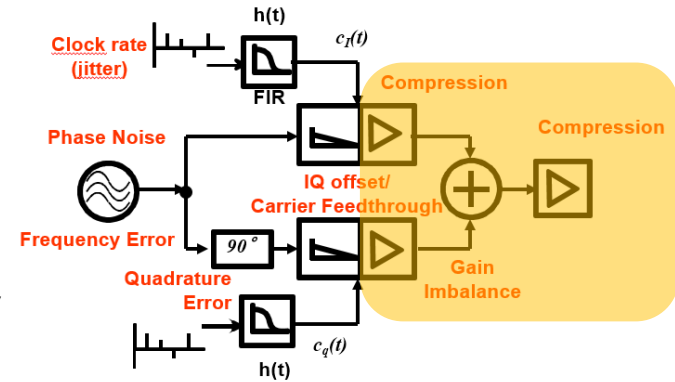 h(t)
Clock rate
(jitter)
c_I(t)
FIR
Compression
Compression
Phase Noise
IQ offset/
Carrier Feedthrough
Frequency Error
90°
Quadrature
Error
Gain
Imbalance
c_q(t)
h(t)